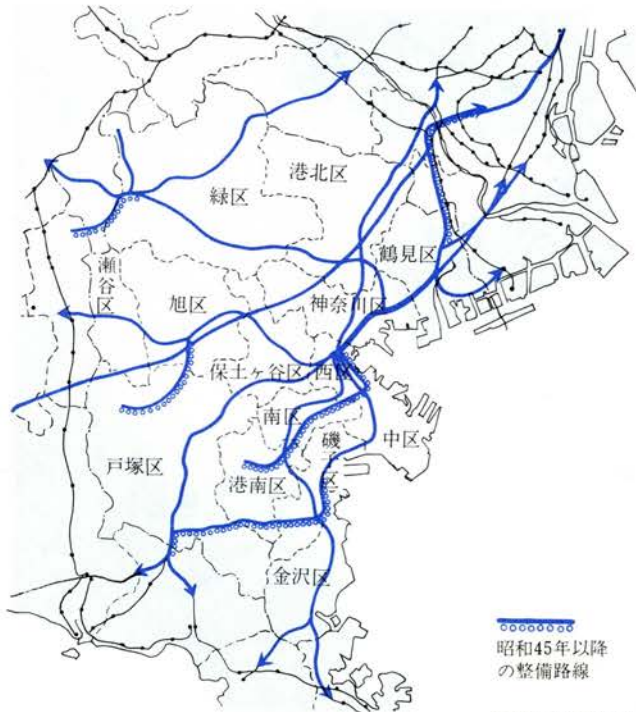 港北区
緑区
鶴見区
瀬谷区
旭区
神奈川区
保土ヶ谷区
西区
南区
中区
磯子区
戸塚区
港南区
金沢区
昭和45年以降
の整備路線